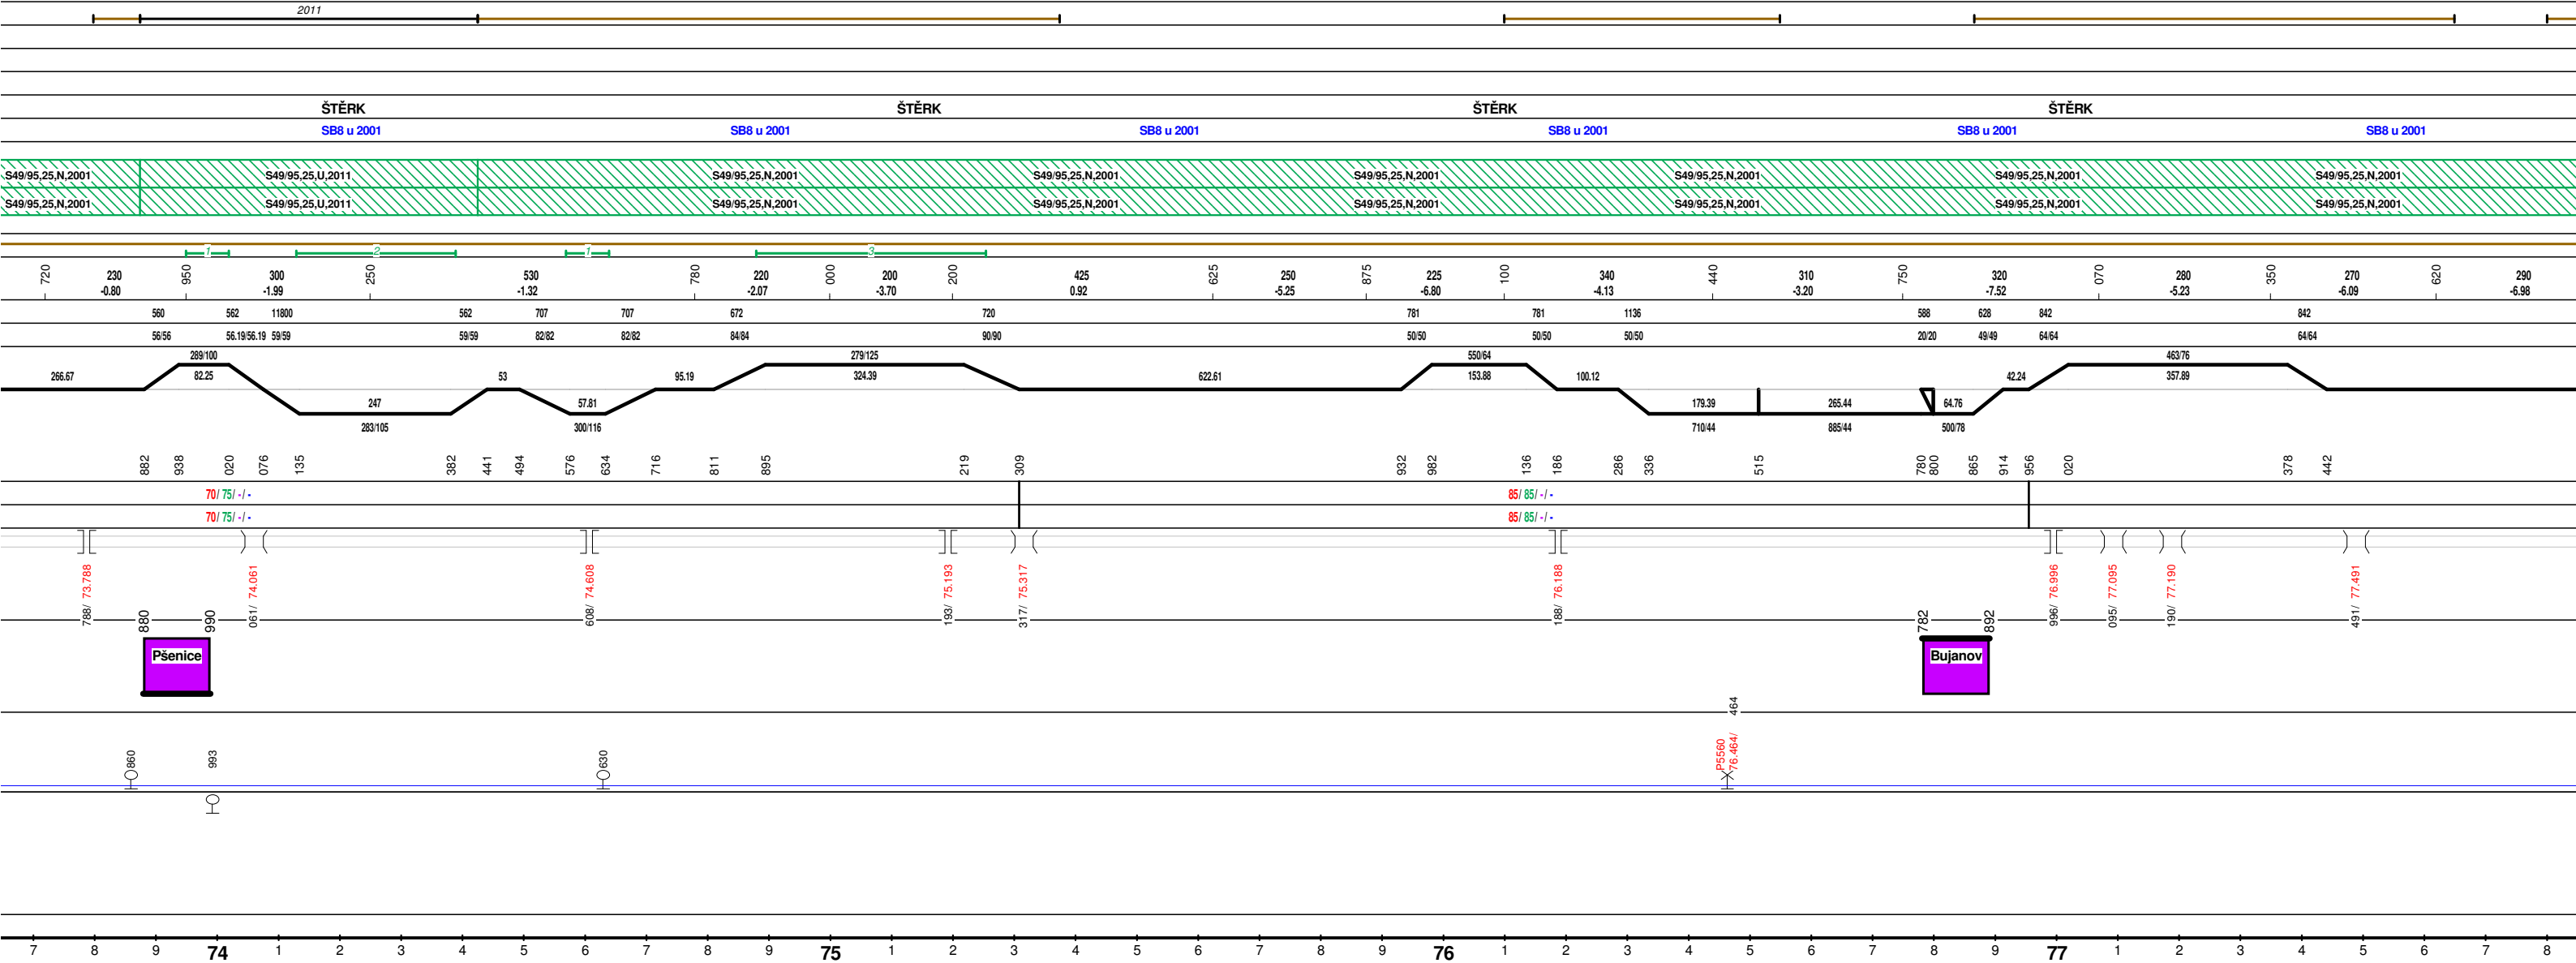 2011
ŠTĚRK ŠTĚRK ŠTĚRK ŠTĚRK
SB8 u 2001 SB8 u 2001 SB8 u 2001 SB8 u 2001 SB8 u 2001 SB8 u 2001
S49/95,25,N,2001 S49/95,25,U,2011 S49/95,25,N,2001 S49/95,25,N,2001 S49/95,25,N,2001 S49/95,25,N,2001 S49/95,25,N,2001 S49/95,25,N,2001
S49/95,25,N,2001 S49/95,25,U,2011 S49/95,25,N,2001 S49/95,25,N,2001 S49/95,25,N,2001 S49/95,25,N,2001 S49/95,25,N,2001 S49/95,25,N,2001
1 2 1 3
720 230 950 300 250 530 780 220 000 200 200 425 625 250 875 225 100 340 440 310 750 320 070 280 350 270 620 290
-0.80 -1.99 -1.32 -2.07 -3.70 0.92 -5.25 -6.80 -4.13 -3.20 -7.52 -5.23 -6.09 -6.98
560 562 11800 562 707 707 672 720 781 781 1136 588 628 842 842
56/56 56.19/56.19 59/59 59/59 82/82 82/82 84/84 90/90 50/50 50/50 50/50 20/20 49/49 64/64 64/64
289/100 279/125 550/64 463/76
266.67 82.25 53 95.19 324.39 622.61 153.88 100.12 42.24 357.89
247 57.81 179.39 265.44 64.76
283/105 300/116 710/44 885/44 500/78
882 938 020 076 135 382 441 494 576 634 716 811 895 219 309 932 982 136 186 286 336 515 780 800 865 914 956 020 378 442
70/ 75/ -/ - 85/ 85/ -/ -
70/ 75/ -/ - 85/ 85/ -/ -
788/ 73.788 061/ 74.061 608/ 74.608 193/ 75.193 317/ 75.317 188/ 76.188 996/ 76.996 095/ 77.095 190/ 77.190 491/ 77.491
880 990 782 892
Pšenice Bujanov
860 993 630 P5560 76.464/ 464
7 8 9 74 1 2 3 4 5 6 7 8 9 75 1 2 3 4 5 6 7 8 9 76 1 2 3 4 5 6 7 8 9 77 1 2 3 4 5 6 7 8